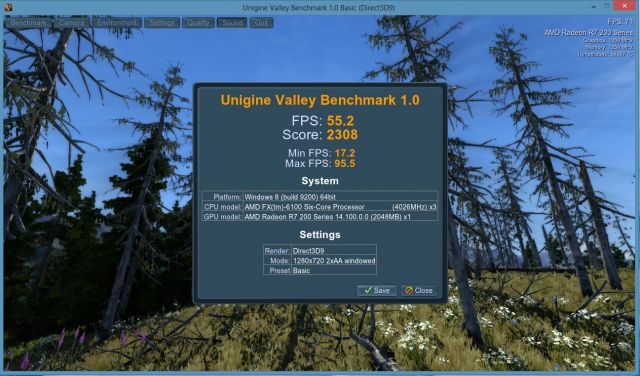 Unigine Valley Benchmark 1.0 Basic (Direct3D9)
Benchmark Camera Environment Settings Quality Sound Quit
FPS: 71
AMD Radeon R7 200 Series
Graphics: 1050 MHz
Memory: 250 MHz
Temperature:
Unigine Valley Benchmark 1.0
FPS: 55.2
Score: 2308
Min FPS: 17.2
Max FPS: 95.5
System
Platform: Windows 8 (build 9200) 64bit
CPU model: AMD FX(tm)-6100 Six-Core Processor (4026MHz) x3
GPU model: AMD Radeon R7 200 Series 14.100.0.0 (2048MB) x1
Settings
Render: Direct3D9
Mode: 1280x720 2xAA windowed
Preset Basic
Save Close